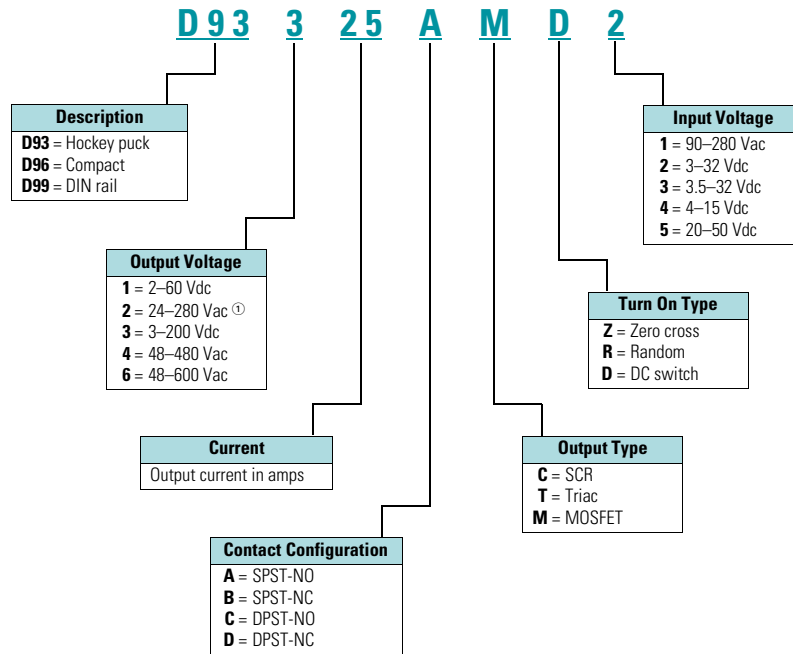 D93 3 25 A M D 2
Description
D93 = Hockey puck
D96 = Compact
D99 = DIN rail
Input Voltage
1 = 90–280 Vac
2 = 3–32 Vdc
3 = 3.5–32 Vdc
4 = 4–15 Vdc
5 = 20–50 Vdc
Output Voltage
1 = 2–60 Vdc
2 = 24–280 Vac ①
3 = 3–200 Vdc
4 = 48–480 Vac
6 = 48–600 Vac
Turn On Type
Z = Zero cross
R = Random
D = DC switch
Current
Output current in amps
Output Type
C = SCR
T = Triac
M = MOSFET
Contact Configuration
A = SPST-NO
B = SPST-NC
C = DPST-NO
D = DPST-NC